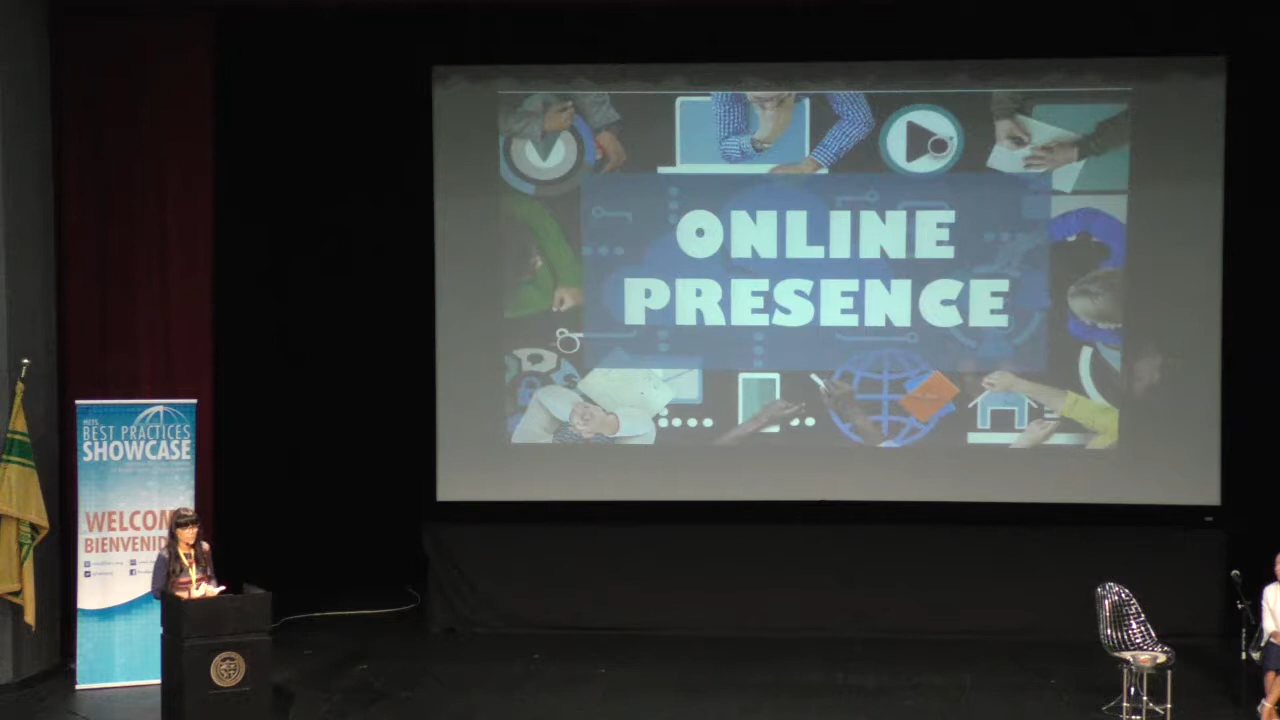 ONLINE
PRESENCE
BEST PRACTICES
SHOWCASE
WELCOM
BIENVENID